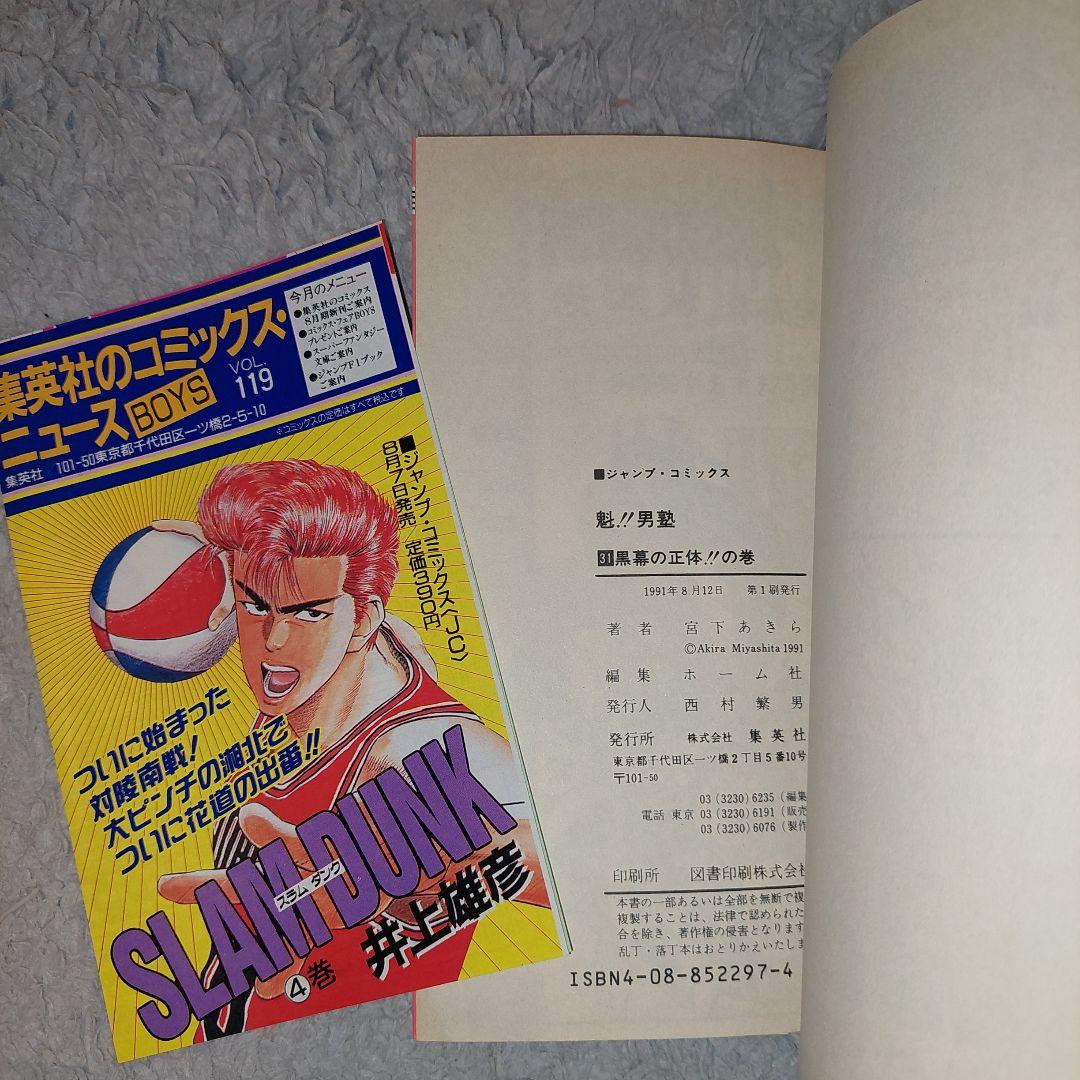 集英社のコミックス・
ニュース BOYS
VOL.
119
集英社 101-50東京都千代田区一ツ橋2-5-10
今月のメニュー
●集英社のコミックス
8月期新刊ご案内
●コミックス・フェアBOYS
プレゼントご案内
●スーパーファンタジー
文庫ご案内
●ジャンプF1ブック
ご案内
※コミックスの定価はすべて税込です
■ジャンプ・コミックス〈JC〉
8月7日発売 定価390円
ついに始まった
対陵南戦!
大ピンチの湘北で
ついに花道の出番!!
SLAM DUNK
スラム ダンク
④巻 井上雄彦
■ジャンプ・コミックス
魁!!男塾
31黒幕の正体!!の巻
1991年8月12日 第1刷発行
著者 宮下あきら
©Akira Miyashita 1991
編集 ホーム社
発行人 西村繁男
発行所 株式会社 集英社
東京都千代田区一ツ橋2丁目5番10号
〒101-50
03(3230)6235(編集
電話 東京 03(3230)6191(販売
03(3230)6076(製作
印刷所 図書印刷株式会社
本書の一部あるいは全部を無断で複
複製することは、法律で認められた
合を除き、著作権の侵害となります
乱丁・落丁本はおとりかえいたしま
ISBN4-08-852297-4